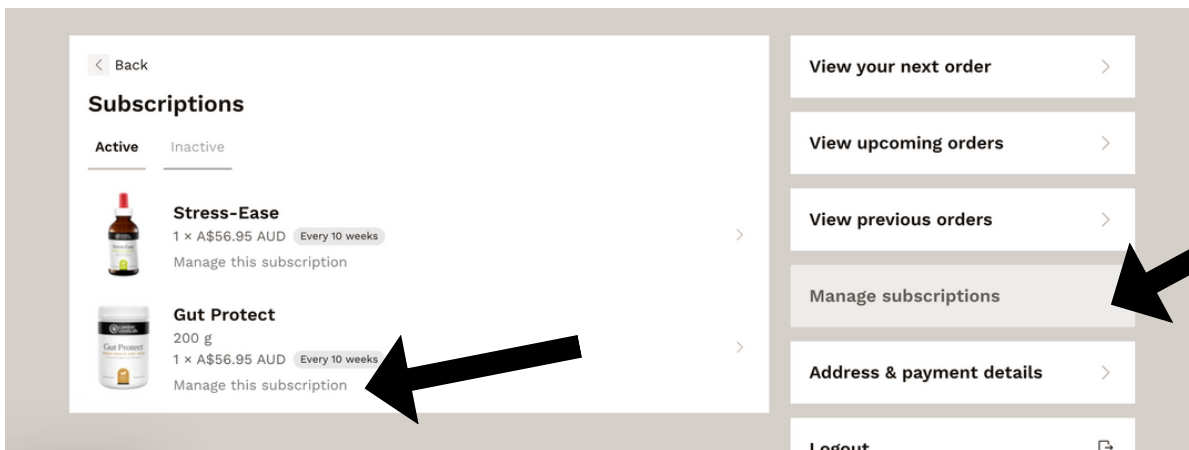 Back
Subscriptions
Active
Inactive
Stress-Ease
1 × A$56.95 AUD Every 10 weeks
Manage this subscription
Gut Protect
200 g
1 × A$56.95 AUD Every 10 weeks
Manage this subscription
Gut Protect
View your next order
View upcoming orders
View previous orders
Manage subscriptions
Address & payment details
Logout